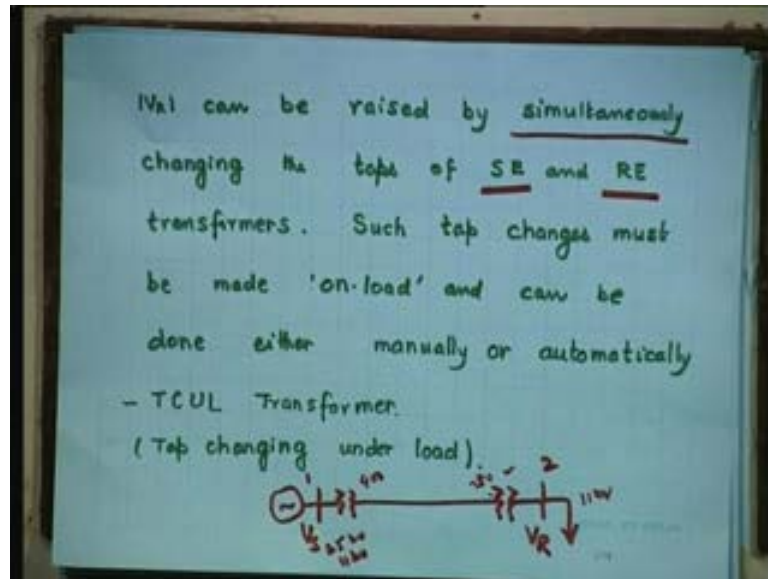 |VR| can be raised by simultaneously
changing the taps of SE and RE
transformers. Such tap changes must
be made 'on-load' and can be
done either manually or automatically
- TCUL Transformer.
(Tap changing under load).
1 2
~
VR